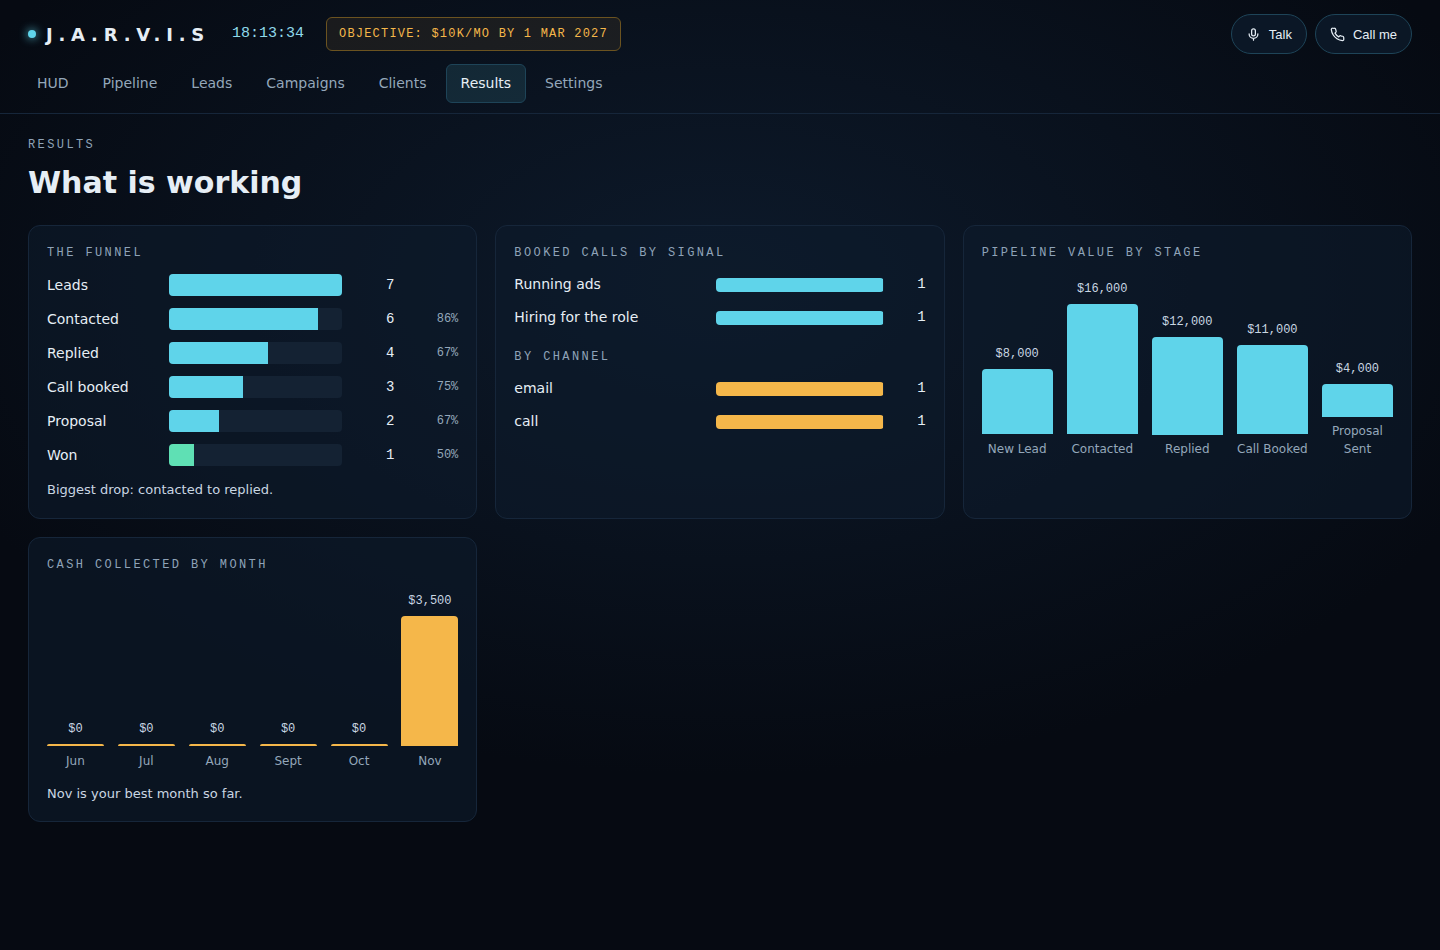 J.A.R.V.I.S
18:13:34
OBJECTIVE: $10K/MO BY 1 MAR 2027
Talk
Call me
HUD
Pipeline
Leads
Campaigns
Clients
Results
Settings
RESULTS
What is working
THE FUNNEL
Leads 7
Contacted 6 86%
Replied 4 67%
Call booked 3 75%
Proposal 2 67%
Won 1 50%
Biggest drop: contacted to replied.
BOOKED CALLS BY SIGNAL
Running ads 1
Hiring for the role 1
BY CHANNEL
email 1
call 1
PIPELINE VALUE BY STAGE
$8,000
New Lead
$16,000
Contacted
$12,000
Replied
$11,000
Call Booked
$4,000
Proposal
Sent
CASH COLLECTED BY MONTH
$0
Jun
$0
Jul
$0
Aug
$0
Sept
$0
Oct
$3,500
Nov
Nov is your best month so far.